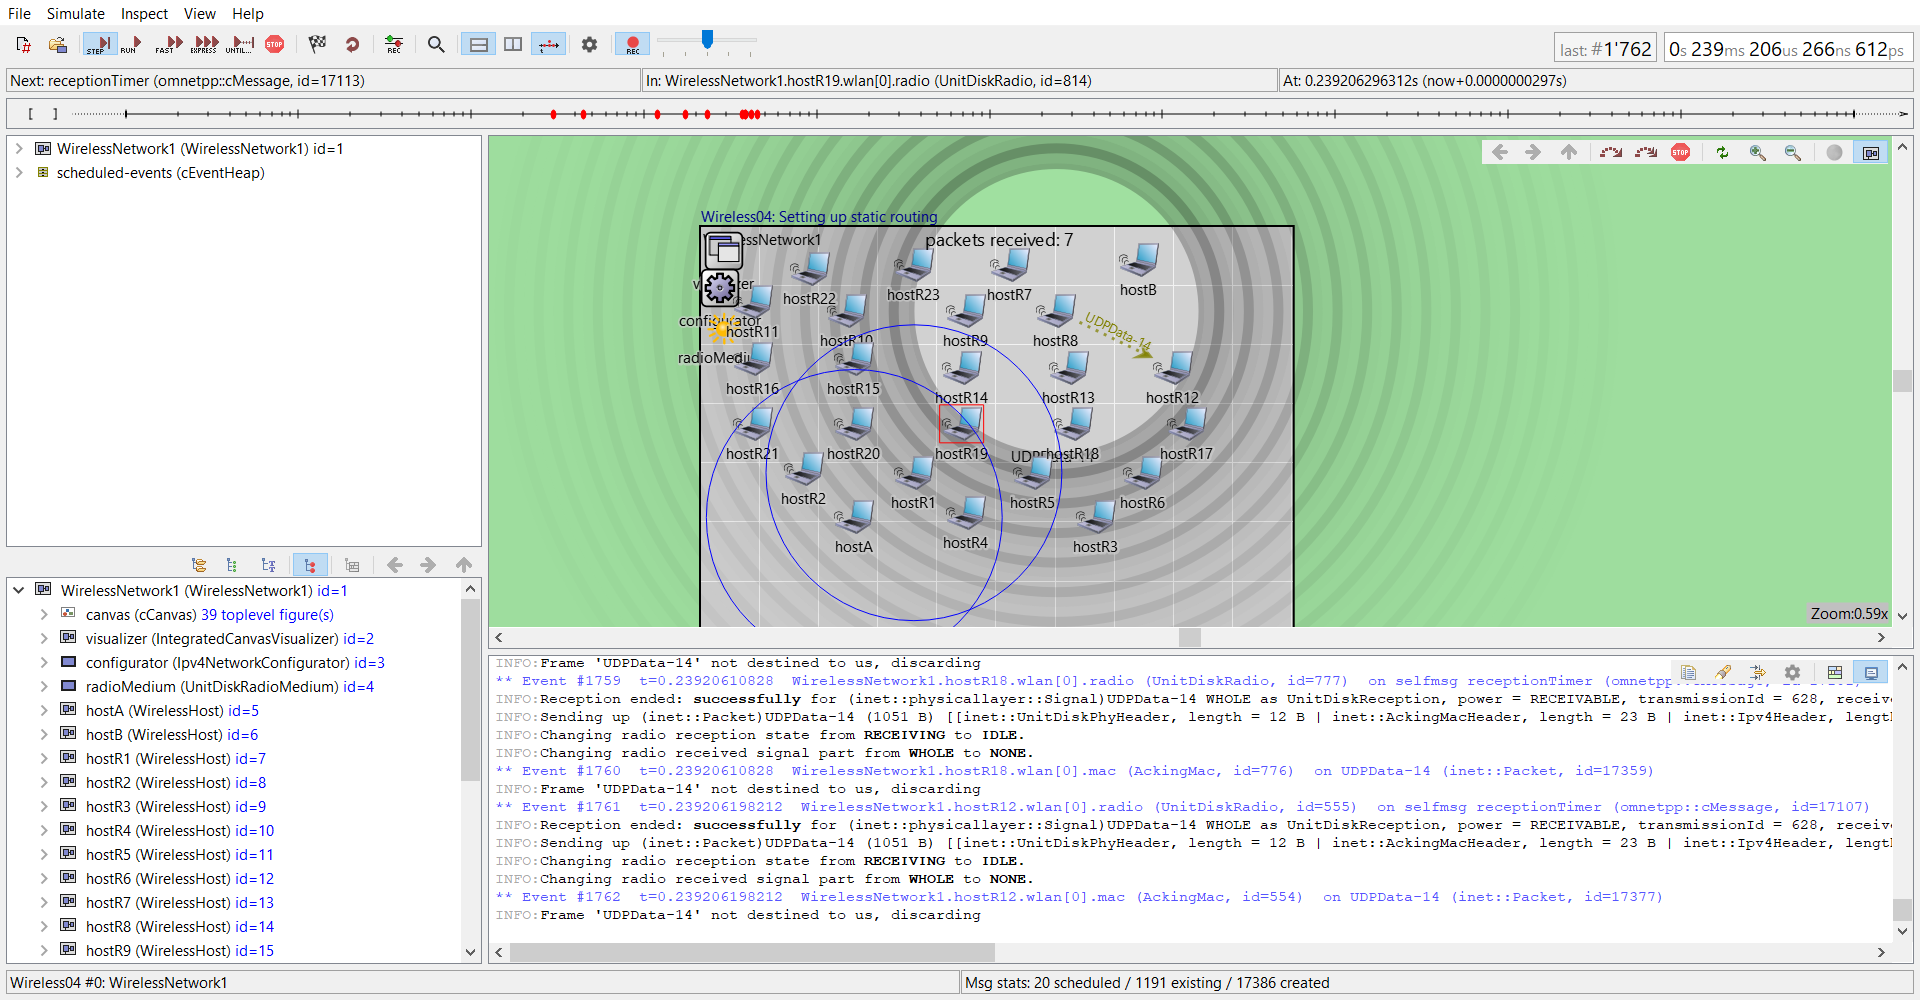 File Simulate Inspect View Help
STEP RUN FAST EXPRESS UNTIL... STOP REC REC
last: #1'762 0s 239ms 206us 266ns 612ps
Next: receptionTimer (omnetpp::cMessage, id=17113) In: WirelessNetwork1.hostR19.wlan[0].radio (UnitDiskRadio, id=814) At: 0.239206296312s (now+0.0000000297s)
[ ]
WirelessNetwork1 (WirelessNetwork1) id=1
scheduled-events (cEventHeap)
WirelessNetwork1 (WirelessNetwork1) id=1
canvas (cCanvas) 39 toplevel figure(s)
visualizer (IntegratedCanvasVisualizer) id=2
configurator (Ipv4NetworkConfigurator) id=3
radioMedium (UnitDiskRadioMedium) id=4
hostA (WirelessHost) id=5
hostB (WirelessHost) id=6
hostR1 (WirelessHost) id=7
hostR2 (WirelessHost) id=8
hostR3 (WirelessHost) id=9
hostR4 (WirelessHost) id=10
hostR5 (WirelessHost) id=11
hostR6 (WirelessHost) id=12
hostR7 (WirelessHost) id=13
hostR8 (WirelessHost) id=14
hostR9 (WirelessHost) id=15
STOP
Wireless04: Setting up static routing
packets received: 7
hostR22
hostR23
hostR7
hostB
configurator
hostR11
hostR10
hostR9
hostR8
UDPData-14
hostR16
hostR15
hostR14
hostR13
hostR12
hostR21
hostR20
hostR19
hostR18
hostR17
hostR2
hostR1
hostR5
hostR6
hostA
hostR4
hostR3
Zoom:0.59x
INFO:Frame 'UDPData-14' not destined to us, discarding
** Event #1759 t=0.23920610828 WirelessNetwork1.hostR18.wlan[0].radio (UnitDiskRadio, id=777) on selfmsg receptionTimer
INFO:Reception ended: successfully for (inet::physicallayer::Signal)UDPData-14 WHOLE as UnitDiskReception, power = RECEIVABLE, transmissionId = 628, receiv
INFO:Sending up (inet::Packet)UDPData-14 (1051 B) [[inet::UnitDiskPhyHeader, length = 12 B | inet::AckingMacHeader, length = 23 B | inet::Ipv4Header, lengt
INFO:Changing radio reception state from RECEIVING to IDLE.
INFO:Changing radio received signal part from WHOLE to NONE.
** Event #1760 t=0.23920610828 WirelessNetwork1.hostR18.wlan[0].mac (AckingMac, id=776) on UDPData-14 (inet::Packet, id=17359)
INFO:Frame 'UDPData-14' not destined to us, discarding
** Event #1761 t=0.239206198212 WirelessNetwork1.hostR12.wlan[0].radio (UnitDiskRadio, id=555) on selfmsg receptionTimer (omnetpp::cMessage, id=17107)
INFO:Reception ended: successfully for (inet::physicallayer::Signal)UDPData-14 WHOLE as UnitDiskReception, power = RECEIVABLE, transmissionId = 628, receiv
INFO:Sending up (inet::Packet)UDPData-14 (1051 B) [[inet::UnitDiskPhyHeader, length = 12 B | inet::AckingMacHeader, length = 23 B | inet::Ipv4Header, lengt
INFO:Changing radio reception state from RECEIVING to IDLE.
INFO:Changing radio received signal part from WHOLE to NONE.
** Event #1762 t=0.239206198212 WirelessNetwork1.hostR12.wlan[0].mac (AckingMac, id=554) on UDPData-14 (inet::Packet, id=17377)
INFO:Frame 'UDPData-14' not destined to us, discarding
Wireless04 #0: WirelessNetwork1 Msg stats: 20 scheduled / 1191 existing / 17386 created